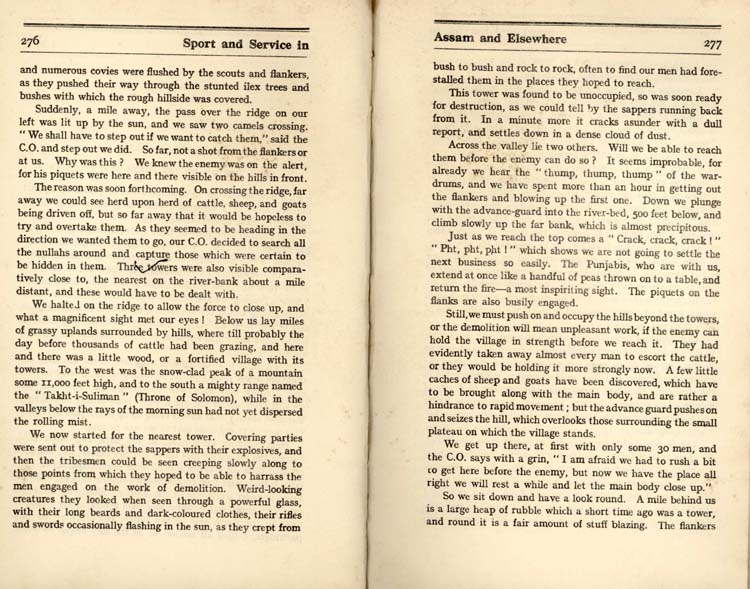 276 Sport and Service in
and numerous covies were flushed by the scouts and flankers,
as they pushed their way through the stunted ilex trees and
bushes with which the rough hillside was covered.
Suddenly, a mile away, the pass over the ridge on our
left was lit up by the sun, and we saw two camels crossing.
" We shall have to step out if we want to catch them," said the
C.O. and step out we did. So far, not a shot from the flankers or
at us. Why was this ? We knew the enemy was on the alert,
for his piquets were here and there visible on the hills in front.
The reason was soon forthcoming. On crossing the ridge, far
away we could see herd upon herd of cattle, sheep, and goats
being driven off, but so far away that it would be hopeless to
try and overtake them. As they seemed to be heading in the
direction we wanted them to go, our C.O. decided to search all
the nullahs around and capture those which were certain to
be hidden in them. Three towers were also visible compara-
tively close to, the nearest on the river-bank about a mile
distant, and these would have to be dealt with.
We halted on the ridge to allow the force to close up, and
what a magnificent sight met our eyes ! Below us lay miles
of grassy uplands surrounded by hills, where till probably the
day before thousands of cattle had been grazing, and here
and there was a little wood, or a fortified village with its
towers. To the west was the snow-clad peak of a mountain
some 11,000 feet high, and to the south a mighty range named
the " Takht-i-Suliman " (Throne of Solomon), while in the
valleys below the rays of the morning sun had not yet dispersed
the rolling mist.
We now started for the nearest tower. Covering parties
were sent out to protect the sappers with their explosives, and
then the tribesmen could be seen creeping slowly along to
those points from which they hoped to be able to harrass the
men engaged on the work of demolition. Weird-looking
creatures they looked when seen through a powerful glass,
with their long beards and dark-coloured clothes, their rifles
and swords occasionally flashing in the sun, as they crept from
Assam and Elsewhere 277
bush to bush and rock to rock, often to find our men had fore-
stalled them in the places they hoped to reach.
This tower was found to be unoccupied, so was soon ready
for destruction, as we could tell by the sappers running back
from it. In a minute more it cracks asunder with a dull
report, and settles down in a dense cloud of dust.
Across the valley lie two others. Will we be able to reach
them before the enemy can do so ? It seems improbable, for
already we hear the " thump, thump, thump " of the war-
drums, and we have spent more than an hour in getting out
the flankers and blowing up the first one. Down we plunge
with the advance-guard into the river-bed, 500 feet below, and
climb slowly up the far bank, which is almost precipitous.
Just as we reach the top comes a " Crack, crack, crack ! "
" Pht, pht, pht ! " which shows we are not going to settle the
next business so easily. The Punjabis, who are with us,
extend at once like a handful of peas thrown on to a table, and
return the fire—a most inspiriting sight. The piquets on the
flanks are also busily engaged.
Still, we must push on and occupy the hills beyond the towers,
or the demolition will mean unpleasant work, if the enemy can
hold the village in strength before we reach it. They had
evidently taken away almost every man to escort the cattle,
or they would be holding it more strongly now. A few little
caches of sheep and goats have been discovered, which have
to be brought along with the main body, and are rather a
hindrance to rapid movement ; but the advance guard pushes on
and seizes the hill, which overlooks those surrounding the small
plateau on which the village stands.
We get up there, at first with only some 30 men, and
the C.O. says with a grin, " I am afraid we had to rush a bit
to get here before the enemy, but now we have the place all
right we will rest a while and let the main body close up."
So we sit down and have a look round. A mile behind us
is a large heap of rubble which a short time ago was a tower,
and round it is a fair amount of stuff blazing. The flankers